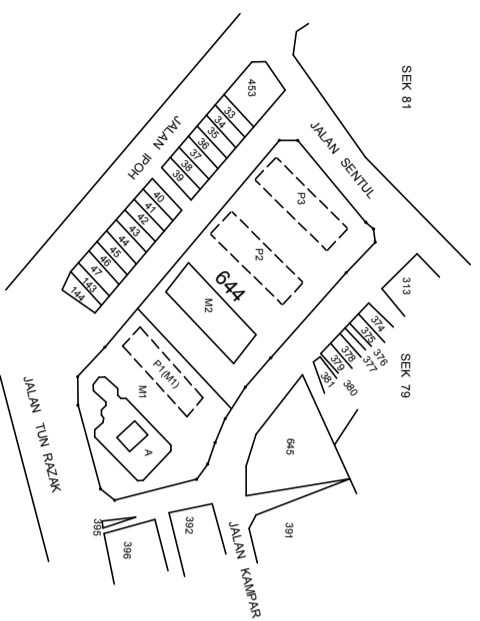 SEK 81
JALAN SENTUL
453
33
34
35
36
37
38
39
JALAN IPOH
40
41
42
43
44
45
46
47
143
144
P3
P2
644
M2
P1(M1)
M1
A
313
374
375
376
377
378
379
380
381
SEK 79
645
391
392
395
396
JALAN KAMPAR
JALAN TUN RAZAK